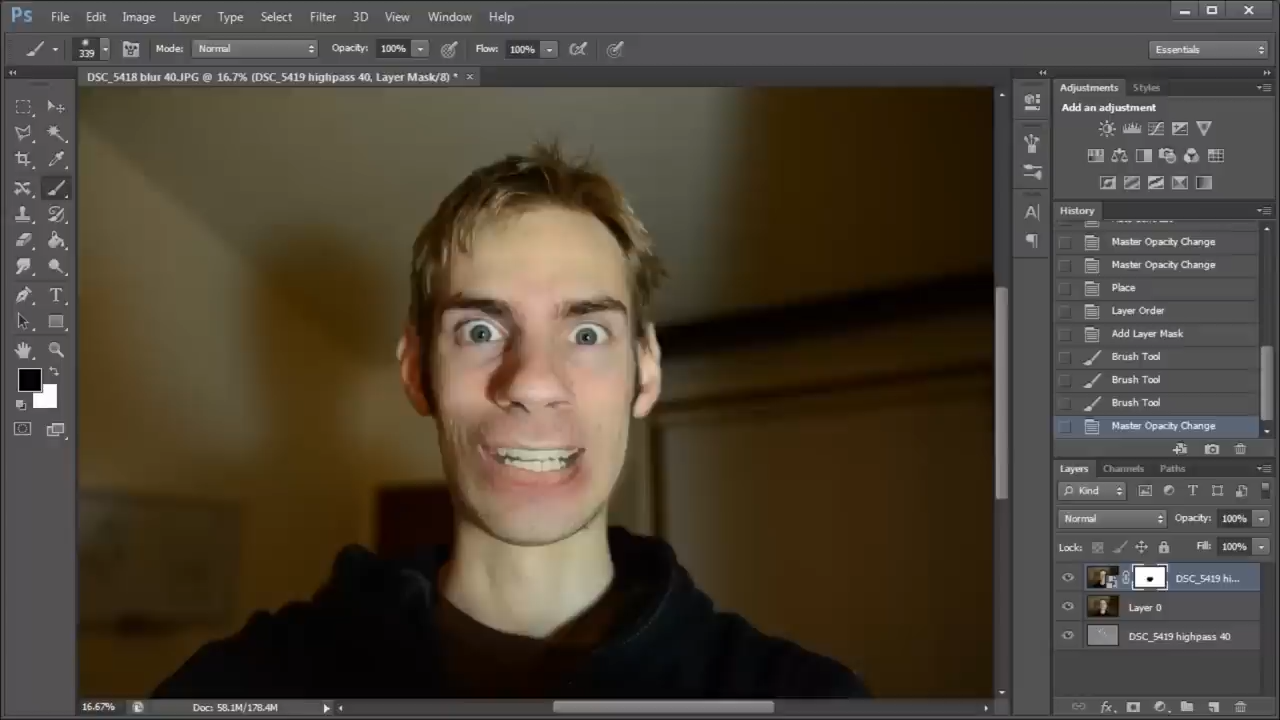 Ps File Edit Image Layer Type Select Filter 3D View Window Help
339 Mode: Normal Opacity: 100% Flow: 100% Essentials
DSC_5418 blur 40.JPG @ 16.7% (DSC_5419 highpass 40, Layer Mask/8) * ×
Adjustments Styles
Add an adjustment
History
Master Opacity Change
Master Opacity Change
Place
Layer Order
Add Layer Mask
Brush Tool
Brush Tool
Brush Tool
Master Opacity Change
Layers Channels Paths
Kind
Normal Opacity: 100%
Lock: Fill: 100%
DSC_5419 hi...
Layer 0
DSC_5419 highpass 40
16.67% Doc: 58.1M/178.4M